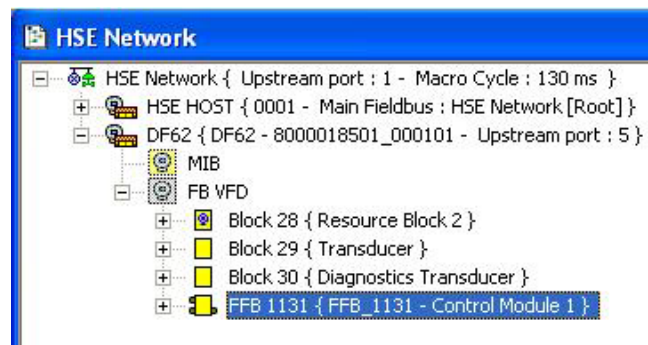 HSE Network
HSE Network { Upstream port : 1 - Macro Cycle : 130 ms }
HSE HOST { 0001 - Main Fieldbus : HSE Network [Root] }
DF62 { DF62 - 8000018501_000101 - Upstream port : 5 }
MIB
FB VFD
Block 28 { Resource Block 2 }
Block 29 { Transducer }
Block 30 { Diagnostics Transducer }
FFB 1131 { FFB_1131 - Control Module 1 }